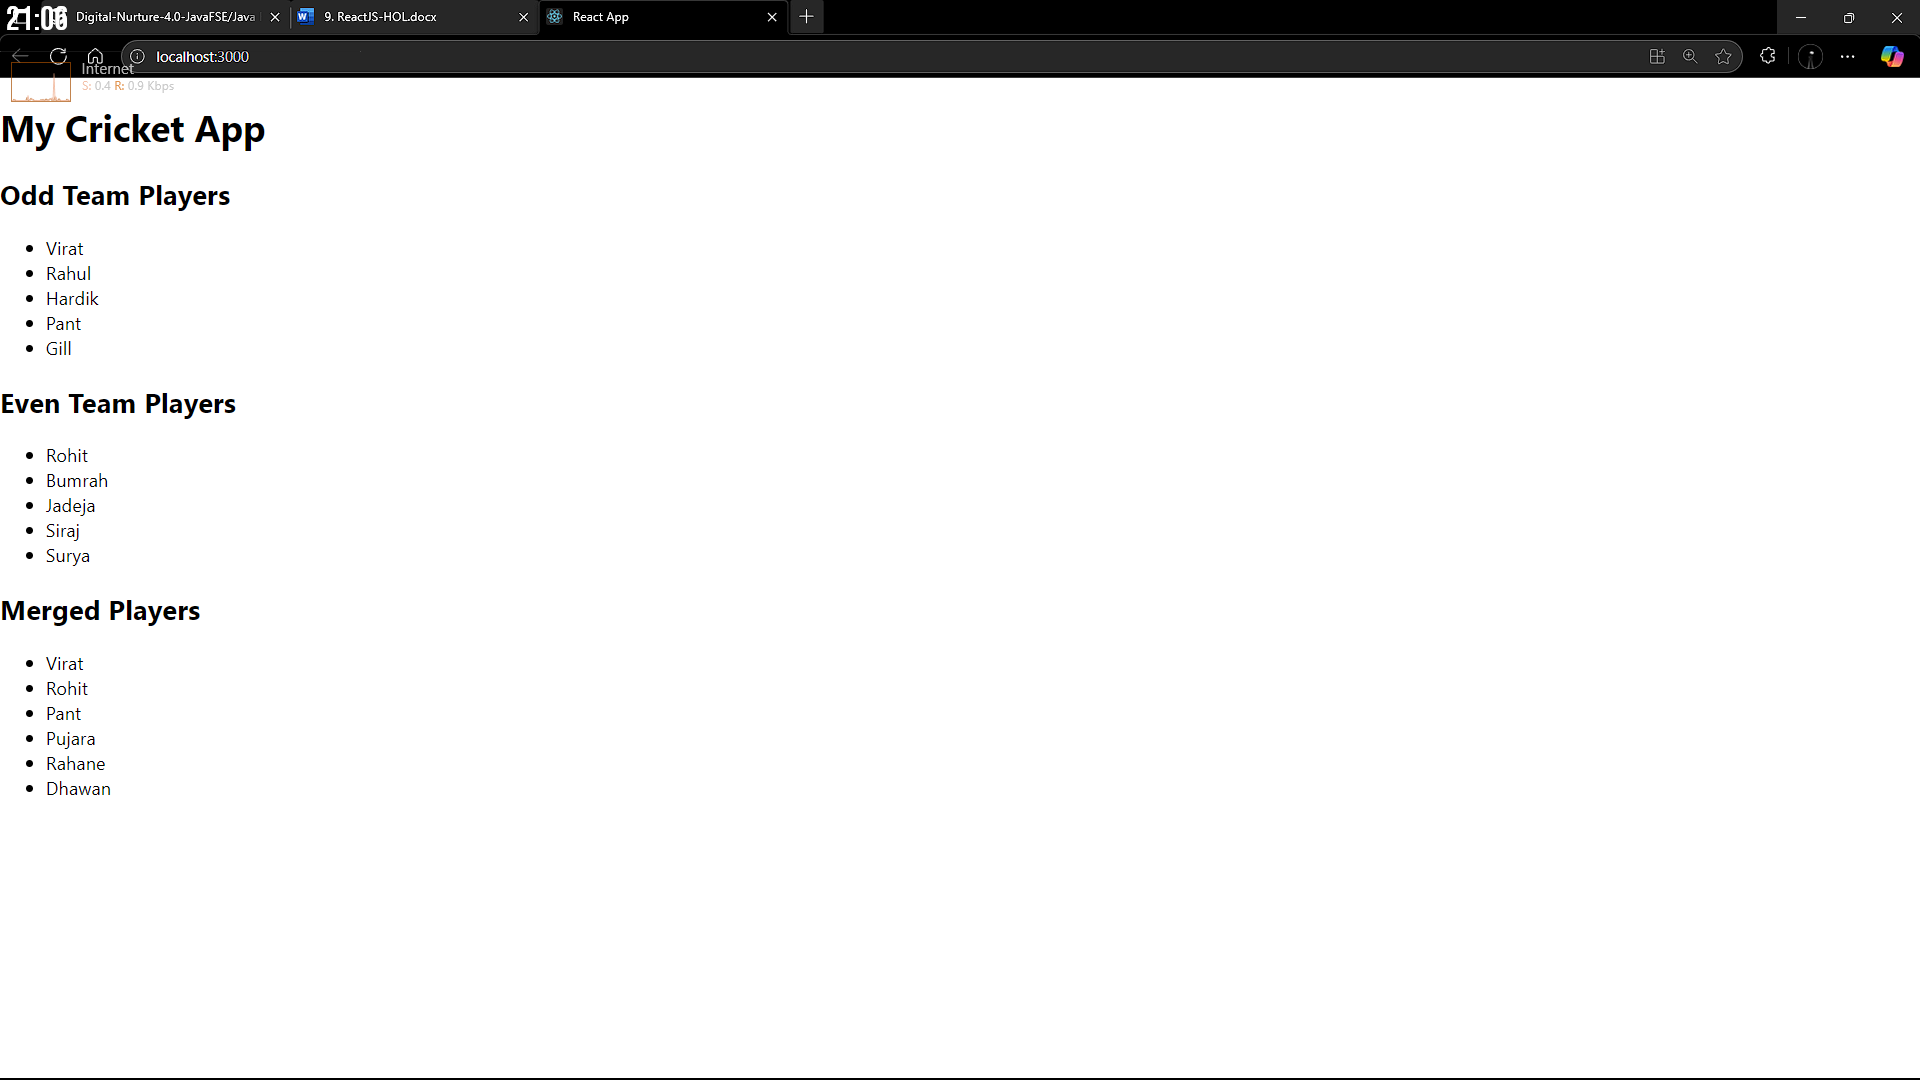 21:06
Digital-Nurture-4.0-JavaFSE/Java
9. ReactJS-HOL.docx
React App
localhost:3000
Internet
S: 0.4 R: 0.9 Kbps
My Cricket App
Odd Team Players
Virat
Rahul
Hardik
Pant
Gill
Even Team Players
Rohit
Bumrah
Jadeja
Siraj
Surya
Merged Players
Virat
Rohit
Pant
Pujara
Rahane
Dhawan